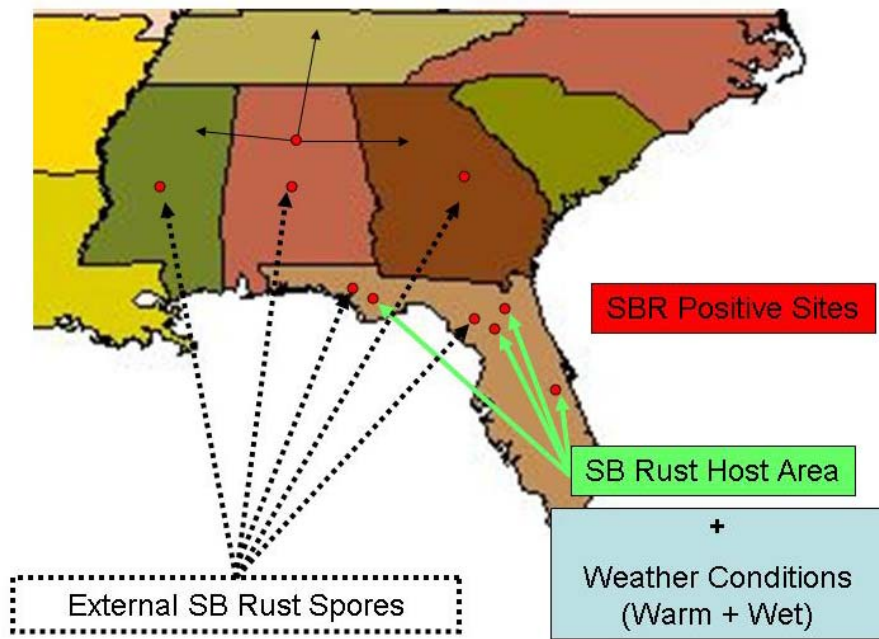 SBR Positive Sites
SB Rust Host Area
+
Weather Conditions
(Warm + Wet)
External SB Rust Spores